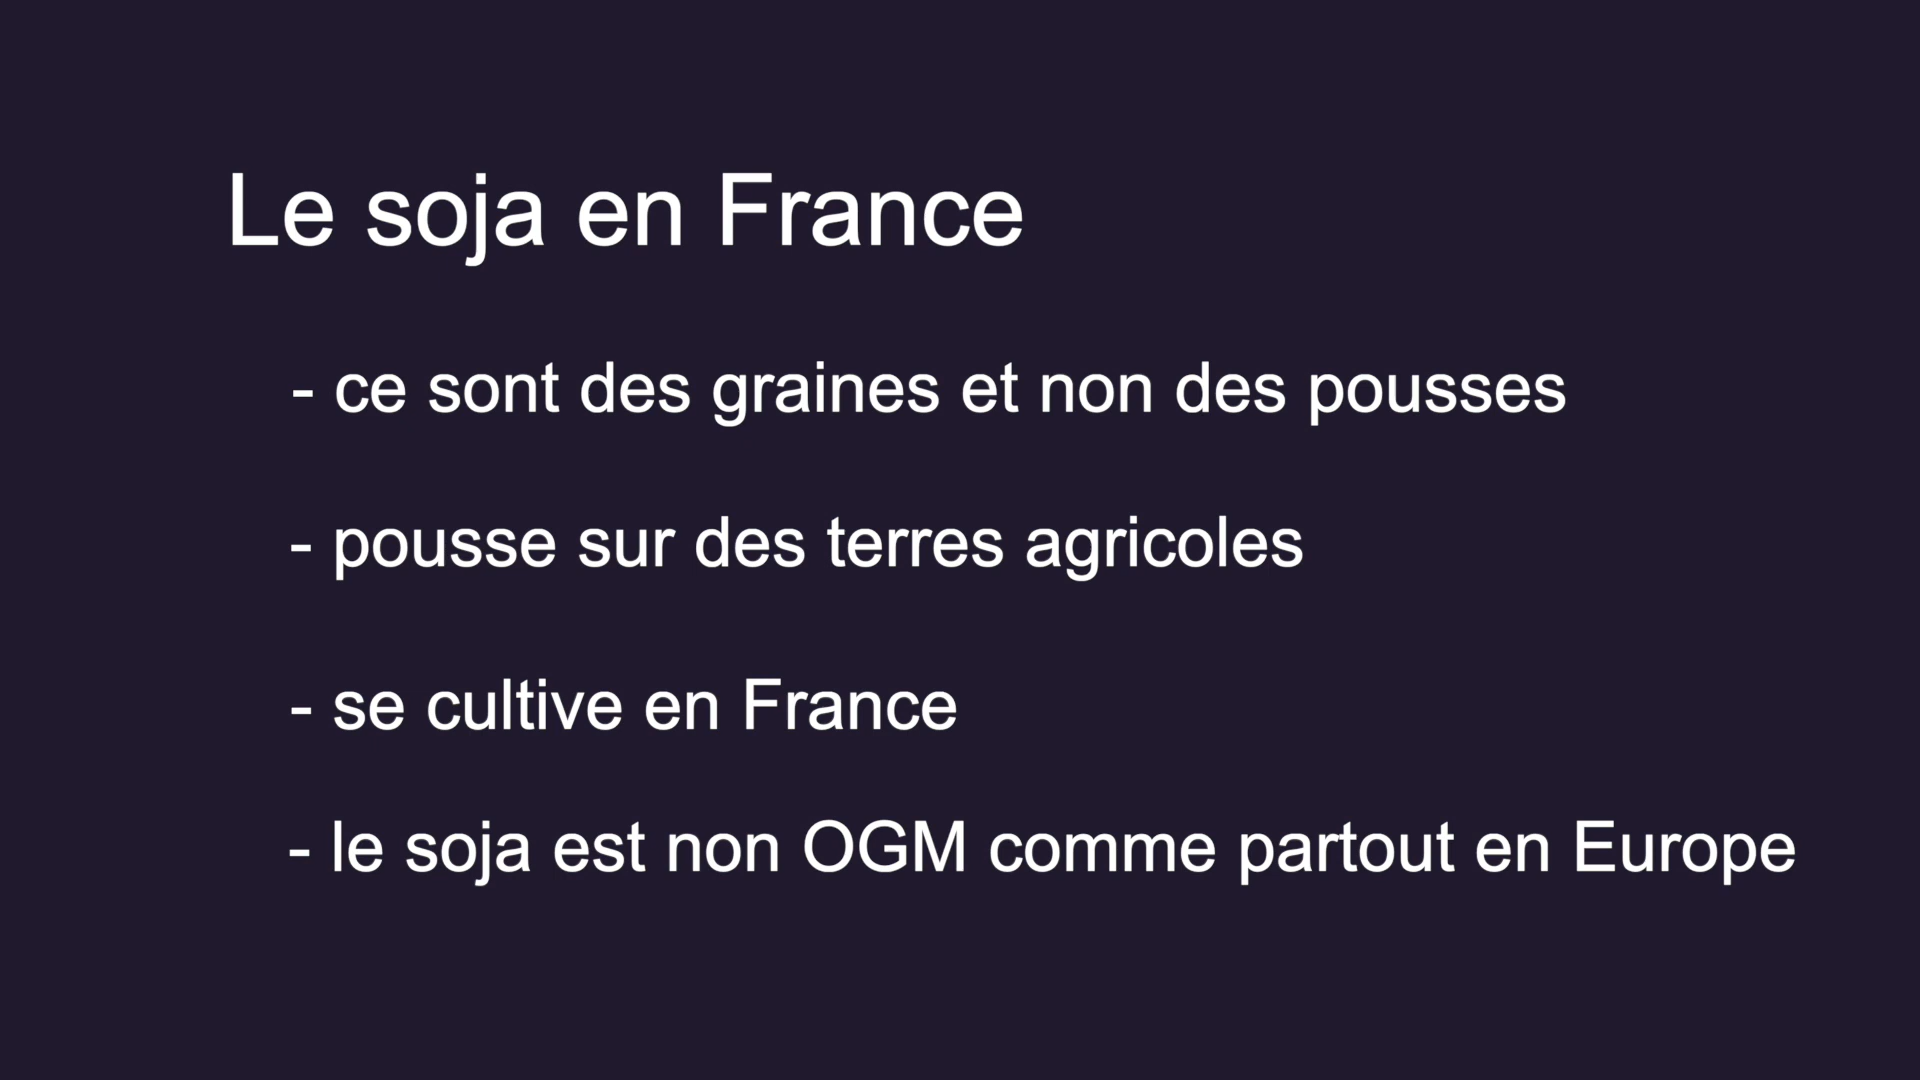 Le soja en France
- ce sont des graines et non des pousses
- pousse sur des terres agricoles
- se cultive en France
- le soja est non OGM comme partout en Europe